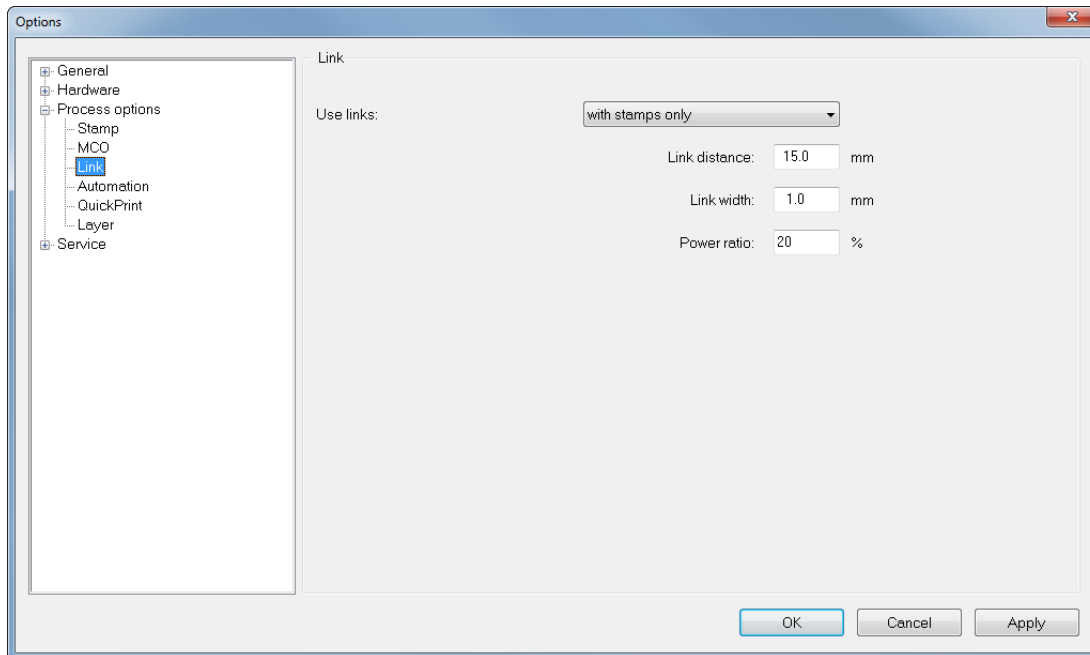 Options
General
Hardware
Process options
Stamp
MCO
Link
Automation
QuickPrint
Layer
Service
Link
Use links: with stamps only
Link distance: 15.0 mm
Link width: 1.0 mm
Power ratio: 20 %
OK Cancel Apply